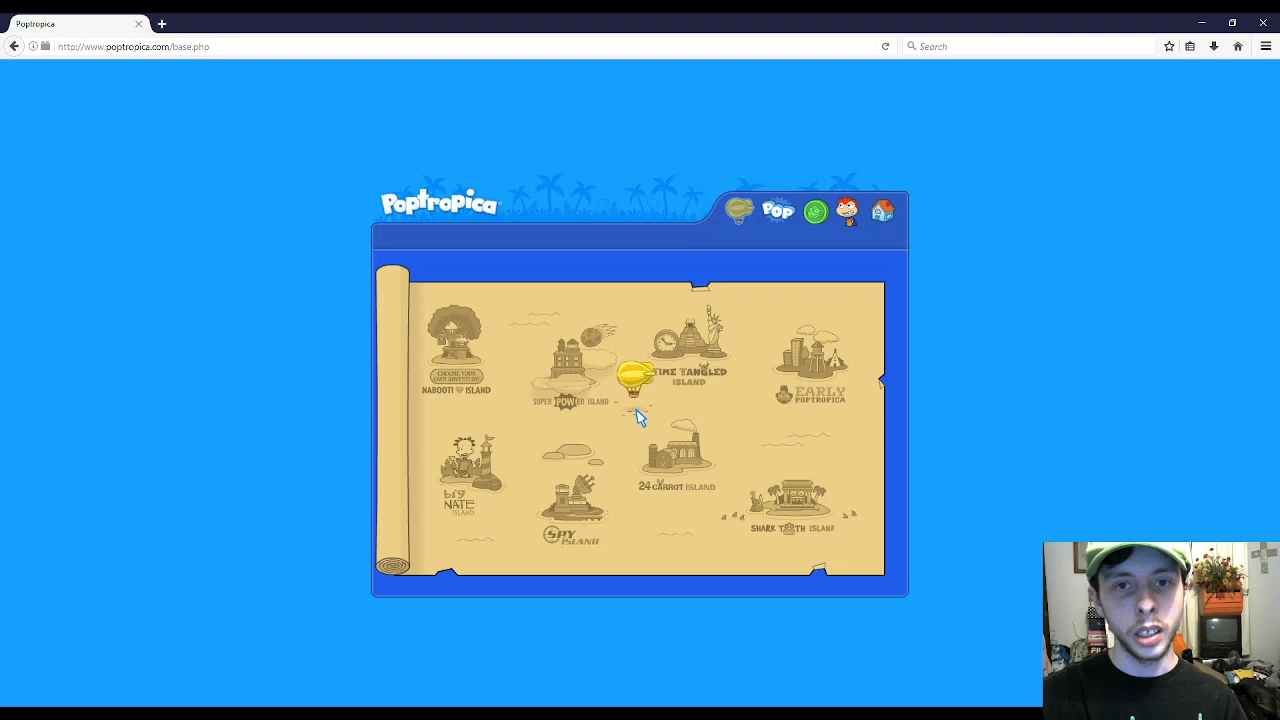 Poptropica
http://www.poptropica.com/base.php
Search
Poptropica
POP
CHOOSE YOUR
OWN ADVENTURE!
NABOOTI ISLAND
SUPER POWER ISLAND
TIME TANGLED
ISLAND
EARLY
POPTROPICA
big
NATE
ISLAND
SPY
ISLAND
24 CARROT ISLAND
SHARK TOOTH ISLAND